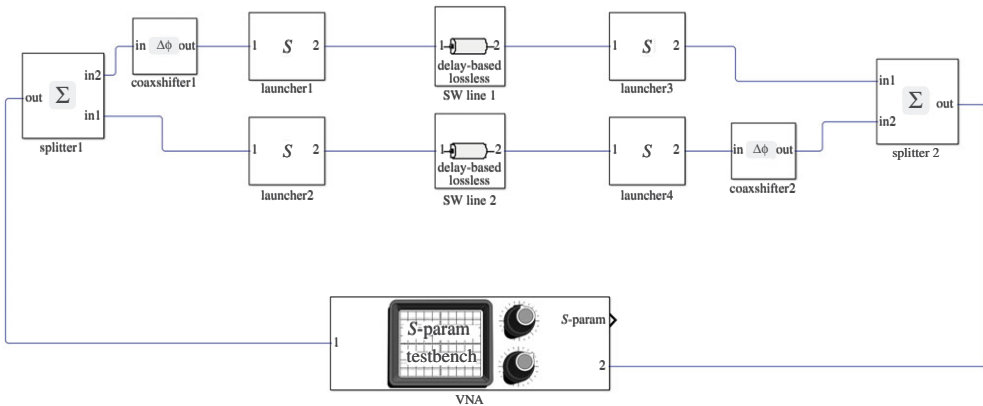 in Δϕ out
coaxshifter1
1 S 2
launcher1
1 2
delay-based
lossless
SW line 1
1 S 2
launcher3
out Σ in2
in1
splitter1
in1
Σ out
in2
splitter 2
1 S 2
launcher2
1 2
delay-based
lossless
SW line 2
1 S 2
launcher4
in Δϕ out
coaxshifter2
1
S-param
testbench
S-param
2
VNA